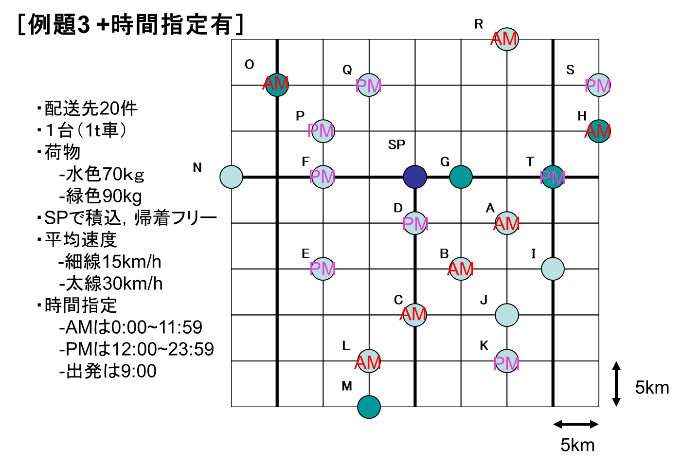 ［例題3 +時間指定有］
・配送先20件
・１台（1t車）
・荷物
-水色70kg
-緑色90kg
・SPで積込，帰着フリー
・平均速度
-細線15km/h
-太線30km/h
・時間指定
-AMは0:00~11:59
-PMは12:00~23:59
-出発は9:00
R
AM
O
AM
Q
PM
S
PM
P
PM
H
AM
N
F
PM
SP
G
T
PM
D
PM
A
AM
E
PM
B
AM
I
C
AM
J
L
AM
K
PM
M
5km
5km